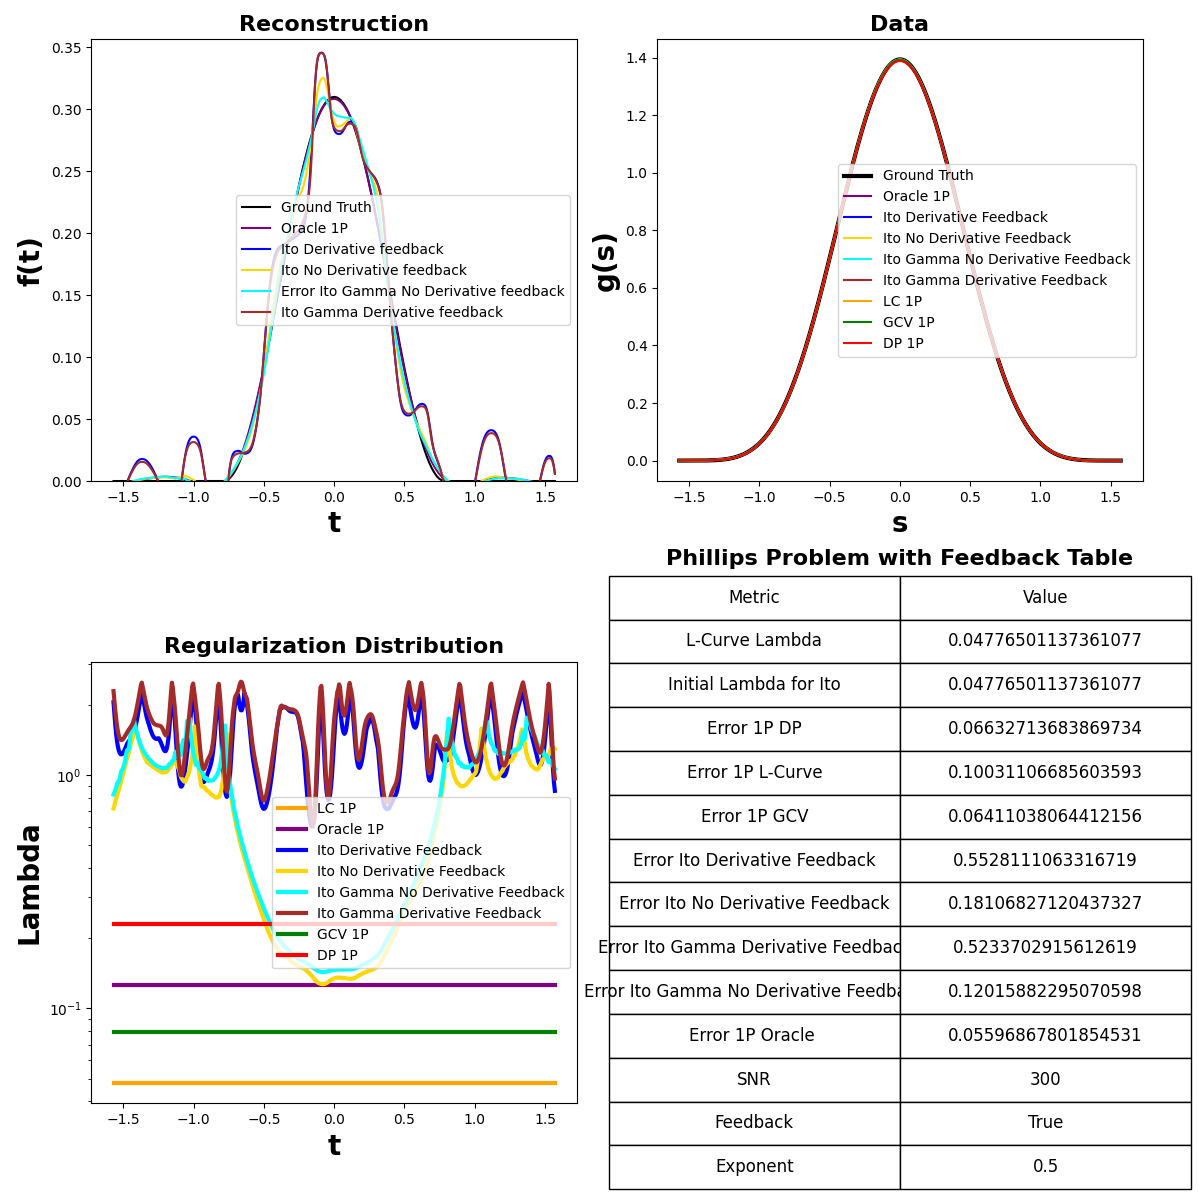 Reconstruction
f(t)
0.35
0.30
0.25
0.20
0.15
0.10
0.05
0.00
Ground Truth
Oracle 1P
Ito Derivative feedback
Ito No Derivative feedback
Error Ito Gamma No Derivative feedback
Ito Gamma Derivative feedback
−1.5 −1.0 −0.5 0.0 0.5 1.0 1.5
t
Data
g(s)
1.4
1.2
1.0
0.8
0.6
0.4
0.2
0.0
Ground Truth
Oracle 1P
Ito Derivative Feedback
Ito No Derivative Feedback
Ito Gamma No Derivative Feedback
Ito Gamma Derivative Feedback
LC 1P
GCV 1P
DP 1P
−1.5 −1.0 −0.5 0.0 0.5 1.0 1.5
s
Regularization Distribution
Lambda
10⁰
10⁻¹
LC 1P
Oracle 1P
Ito Derivative Feedback
Ito No Derivative Feedback
Ito Gamma No Derivative Feedback
Ito Gamma Derivative Feedback
GCV 1P
DP 1P
−1.5 −1.0 −0.5 0.0 0.5 1.0 1.5
t
Phillips Problem with Feedback Table
Metric Value
L-Curve Lambda 0.04776501137361077
Initial Lambda for Ito 0.04776501137361077
Error 1P DP 0.06632713683869734
Error 1P L-Curve 0.10031106685603593
Error 1P GCV 0.06411038064412156
Error Ito Derivative Feedback 0.5528111063316719
Error Ito No Derivative Feedback 0.18106827120437327
Error Ito Gamma Derivative Feedbac 0.5233702915612619
Error Ito Gamma No Derivative Feedba 0.12015882295070598
Error 1P Oracle 0.05596867801854531
SNR 300
Feedback True
Exponent 0.5